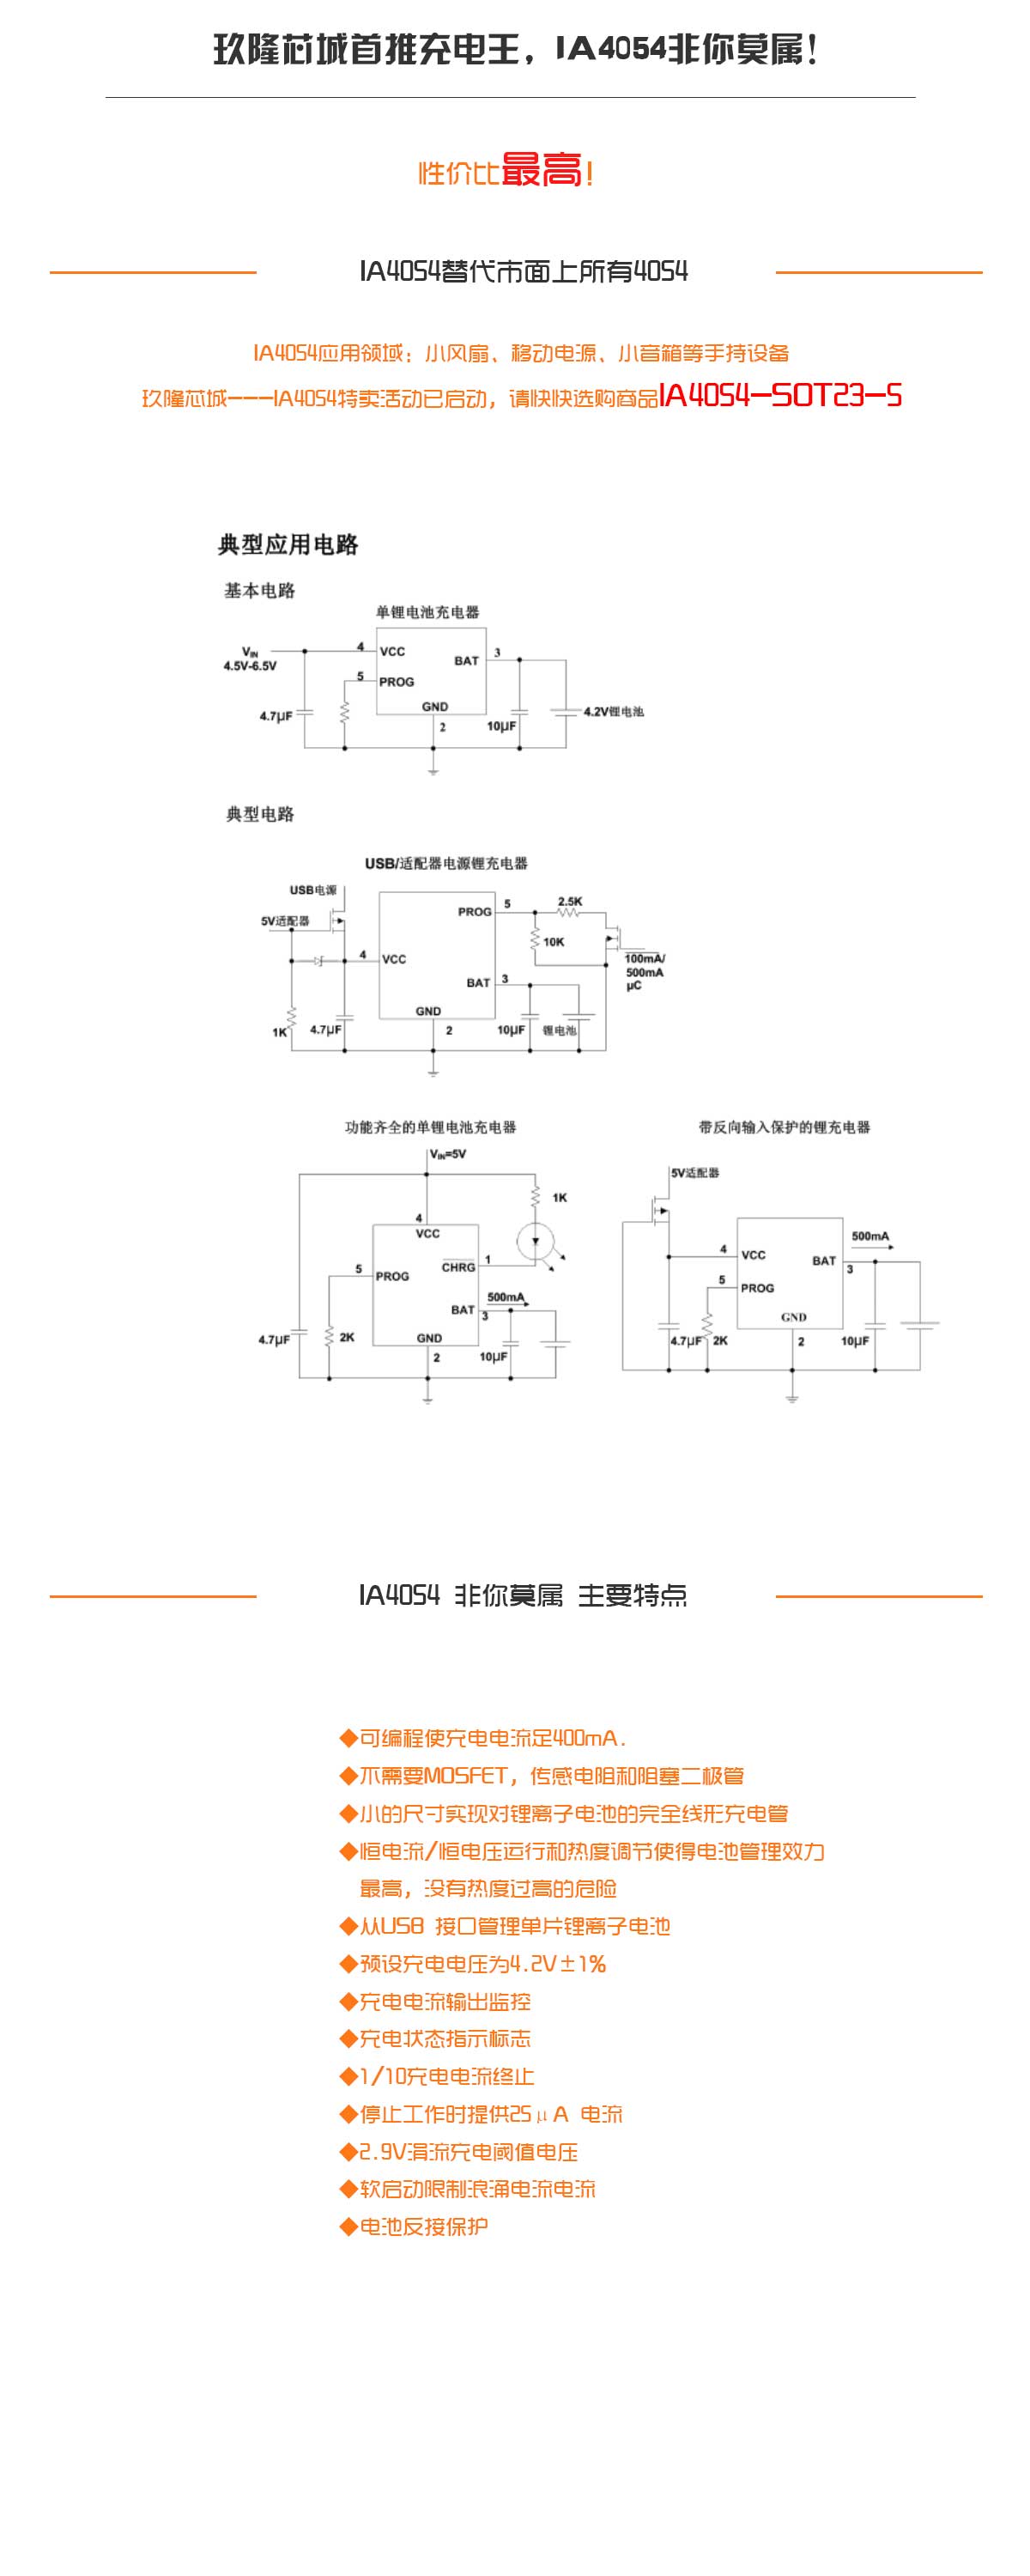 玖隆芯城首推充电王，IA4054非你莫属！
性价比最高！
IA4054替代市面上所有4054
IA4054应用领域：小风扇、移动电源、小音箱等手持设备
玖隆芯城---IA4054特卖活动已启动，请快快选购商品IA4054-SOT23-5
典型应用电路
基本电路
单锂电池充电器
VIN
4.5V-6.5V
4
VCC
BAT
3
5
PROG
GND
4.7μF
2
10μF
4.2V锂电池
典型电路
USB/适配器电源锂充电器
USB电源
5V适配器
PROG
5
2.5K
10K
4
VCC
100mA/
500mA
μC
BAT
3
GND
1K
4.7μF
2
10μF
锂电池
功能齐全的单锂电池充电器
VIN=5V
1K
4
VCC
CHRG
1
5
PROG
500mA
BAT
3
4.7μF
2K
GND
2
10μF
带反向输入保护的锂充电器
5V适配器
500mA
4
VCC
BAT
3
5
PROG
GND
4.7μF
2K
2
10μF
IA4054 非你莫属 主要特点
◆可编程使充电电流足400mA.
◆不需要MOSFET，传感电阻和阻塞二极管
◆小的尺寸实现对锂离子电池的完全线形充电管
◆恒电流/恒电压运行和热度调节使得电池管理效力
最高，没有热度过高的危险
◆从USB 接口管理单片锂离子电池
◆预设充电电压为4.2V±1%
◆充电电流输出监控
◆充电状态指示标志
◆1/10充电电流终止
◆停止工作时提供25μA 电流
◆2.9V涓流充电阈值电压
◆软启动限制浪涌电流电流
◆电池反接保护